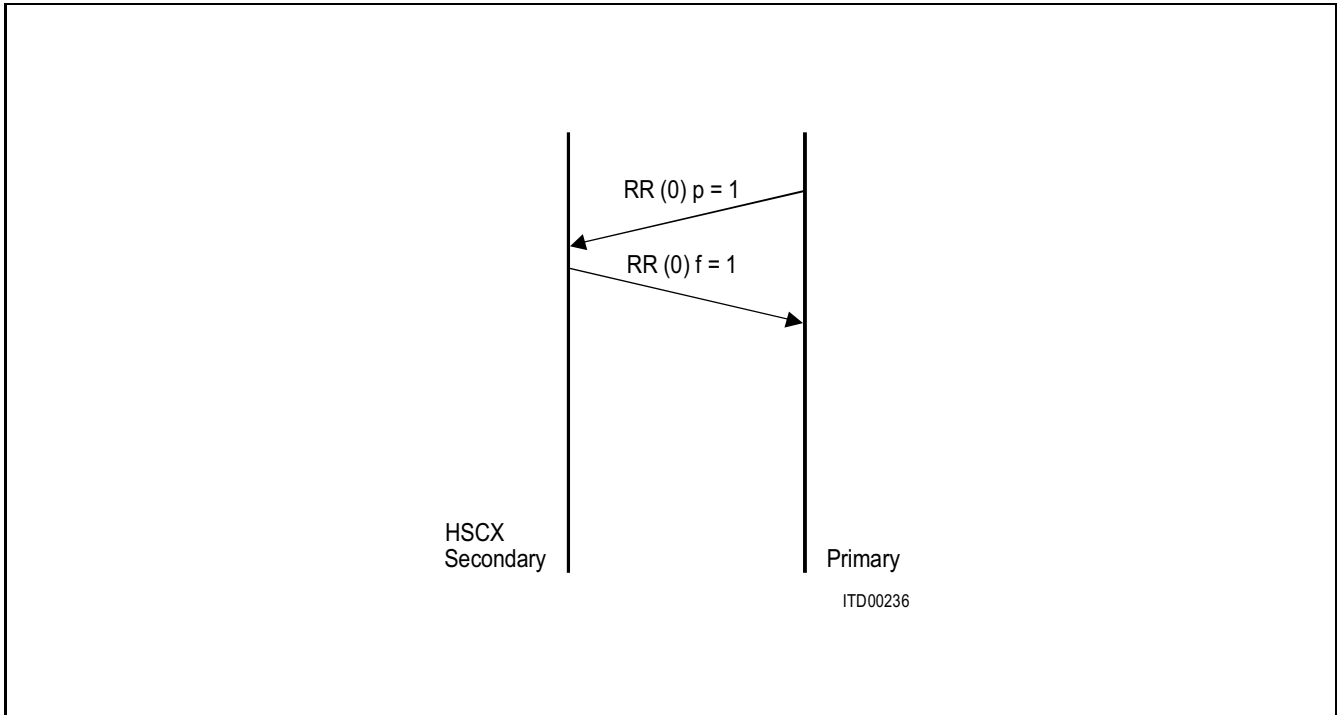 RR (0) p = 1
RR (0) f = 1
HSCX
Secondary
Primary
ITD00236